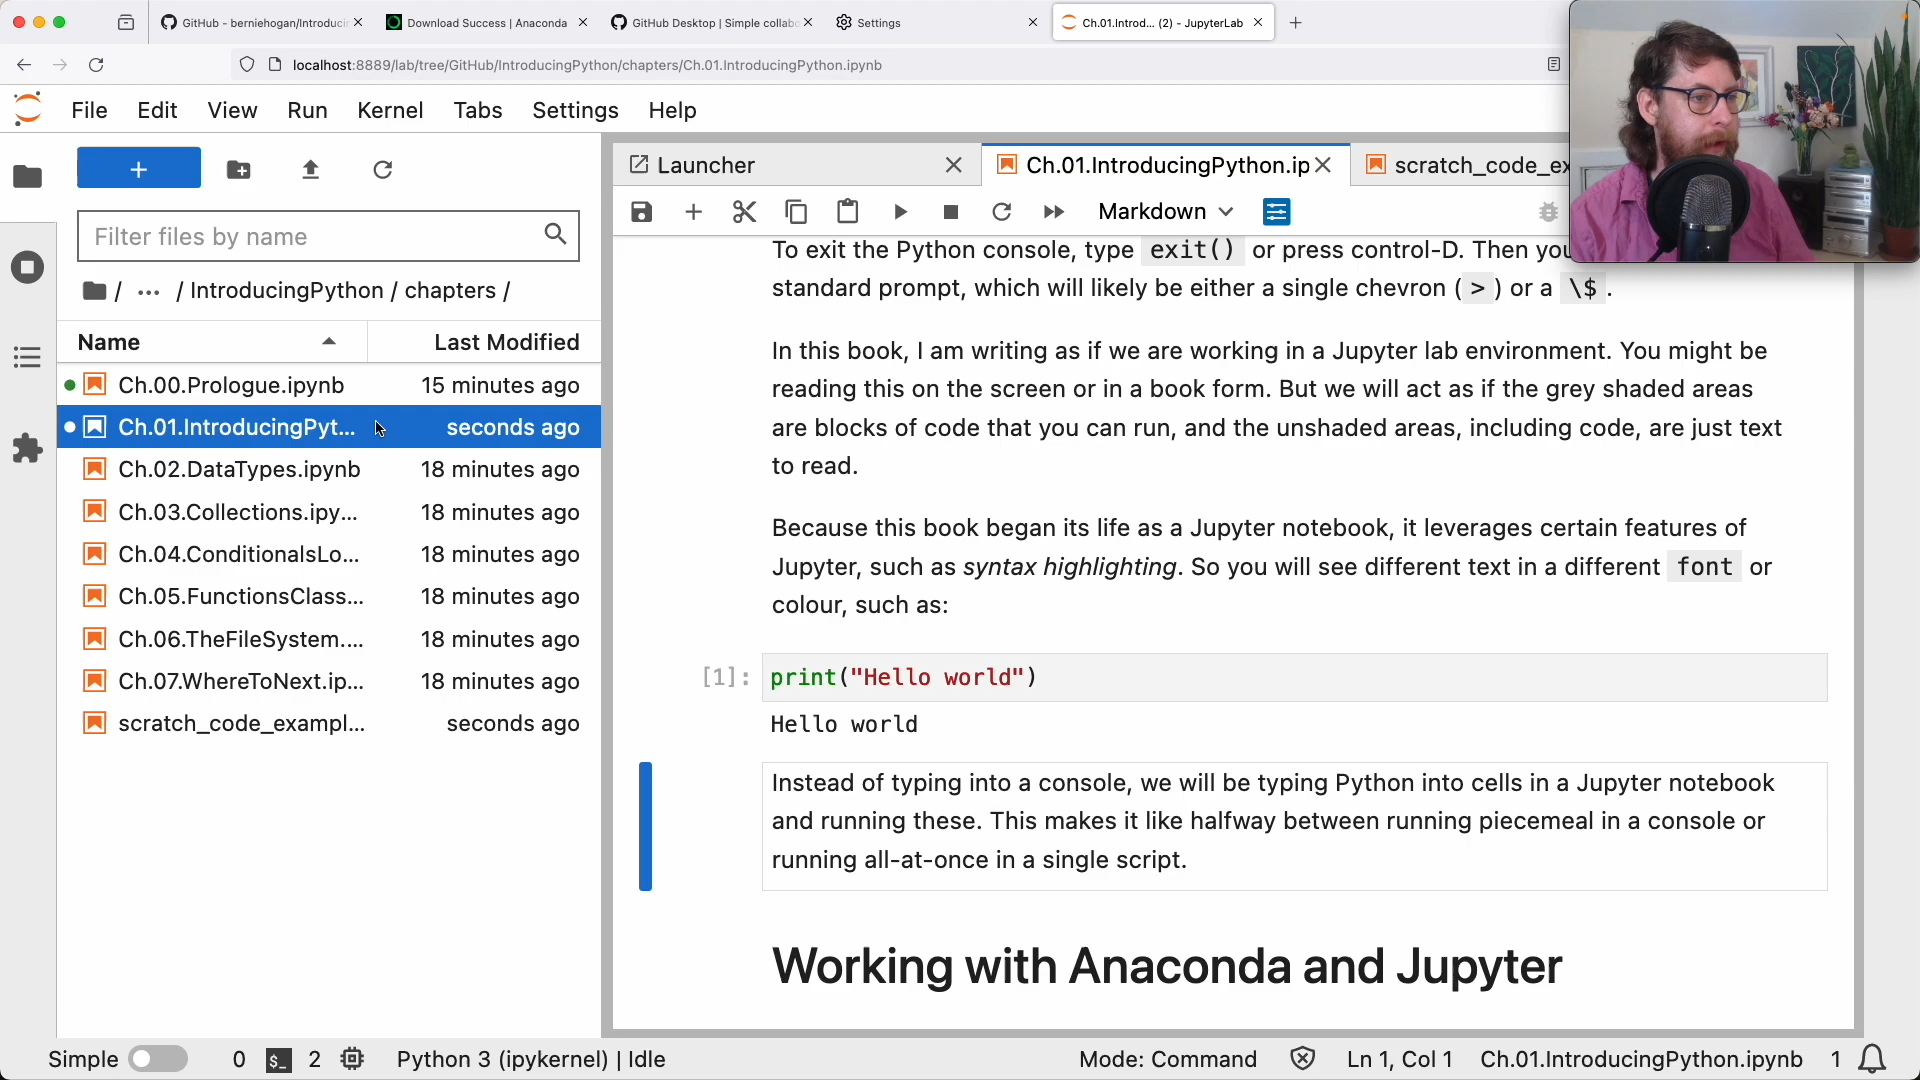 GitHub - berniehogan/Introducin
Download Success | Anaconda
GitHub Desktop | Simple collabo
Settings
Ch.01.Introd... (2) - JupyterLab
localhost:8889/lab/tree/GitHub/IntroducingPython/chapters/Ch.01.IntroducingPython.ipynb
File Edit View Run Kernel Tabs Settings Help
Launcher
Ch.01.IntroducingPython.ip
scratch_code_ex
Filter files by name
Markdown
/ ... / IntroducingPython / chapters /
Name Last Modified
Ch.00.Prologue.ipynb 15 minutes ago
Ch.01.IntroducingPyt... seconds ago
Ch.02.DataTypes.ipynb 18 minutes ago
Ch.03.Collections.ipy... 18 minutes ago
Ch.04.ConditionalsLo... 18 minutes ago
Ch.05.FunctionsClass... 18 minutes ago
Ch.06.TheFileSystem.... 18 minutes ago
Ch.07.WhereToNext.ip... 18 minutes ago
scratch_code_exampl... seconds ago
To exit the Python console, type exit() or press control-D. Then you
standard prompt, which will likely be either a single chevron ( > ) or a \$ .
In this book, I am writing as if we are working in a Jupyter lab environment. You might be
reading this on the screen or in a book form. But we will act as if the grey shaded areas
are blocks of code that you can run, and the unshaded areas, including code, are just text
to read.
Because this book began its life as a Jupyter notebook, it leverages certain features of
Jupyter, such as syntax highlighting. So you will see different text in a different font or
colour, such as:
[1]: print("Hello world")
Hello world
Instead of typing into a console, we will be typing Python into cells in a Jupyter notebook
and running these. This makes it like halfway between running piecemeal in a console or
running all-at-once in a single script.
Working with Anaconda and Jupyter
Simple 0 $_ 2 Python 3 (ipykernel) | Idle Mode: Command Ln 1, Col 1 Ch.01.IntroducingPython.ipynb 1